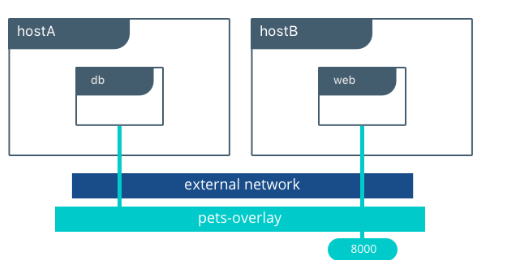 hostA
hostB
db
web
external network
pets-overlay
8000